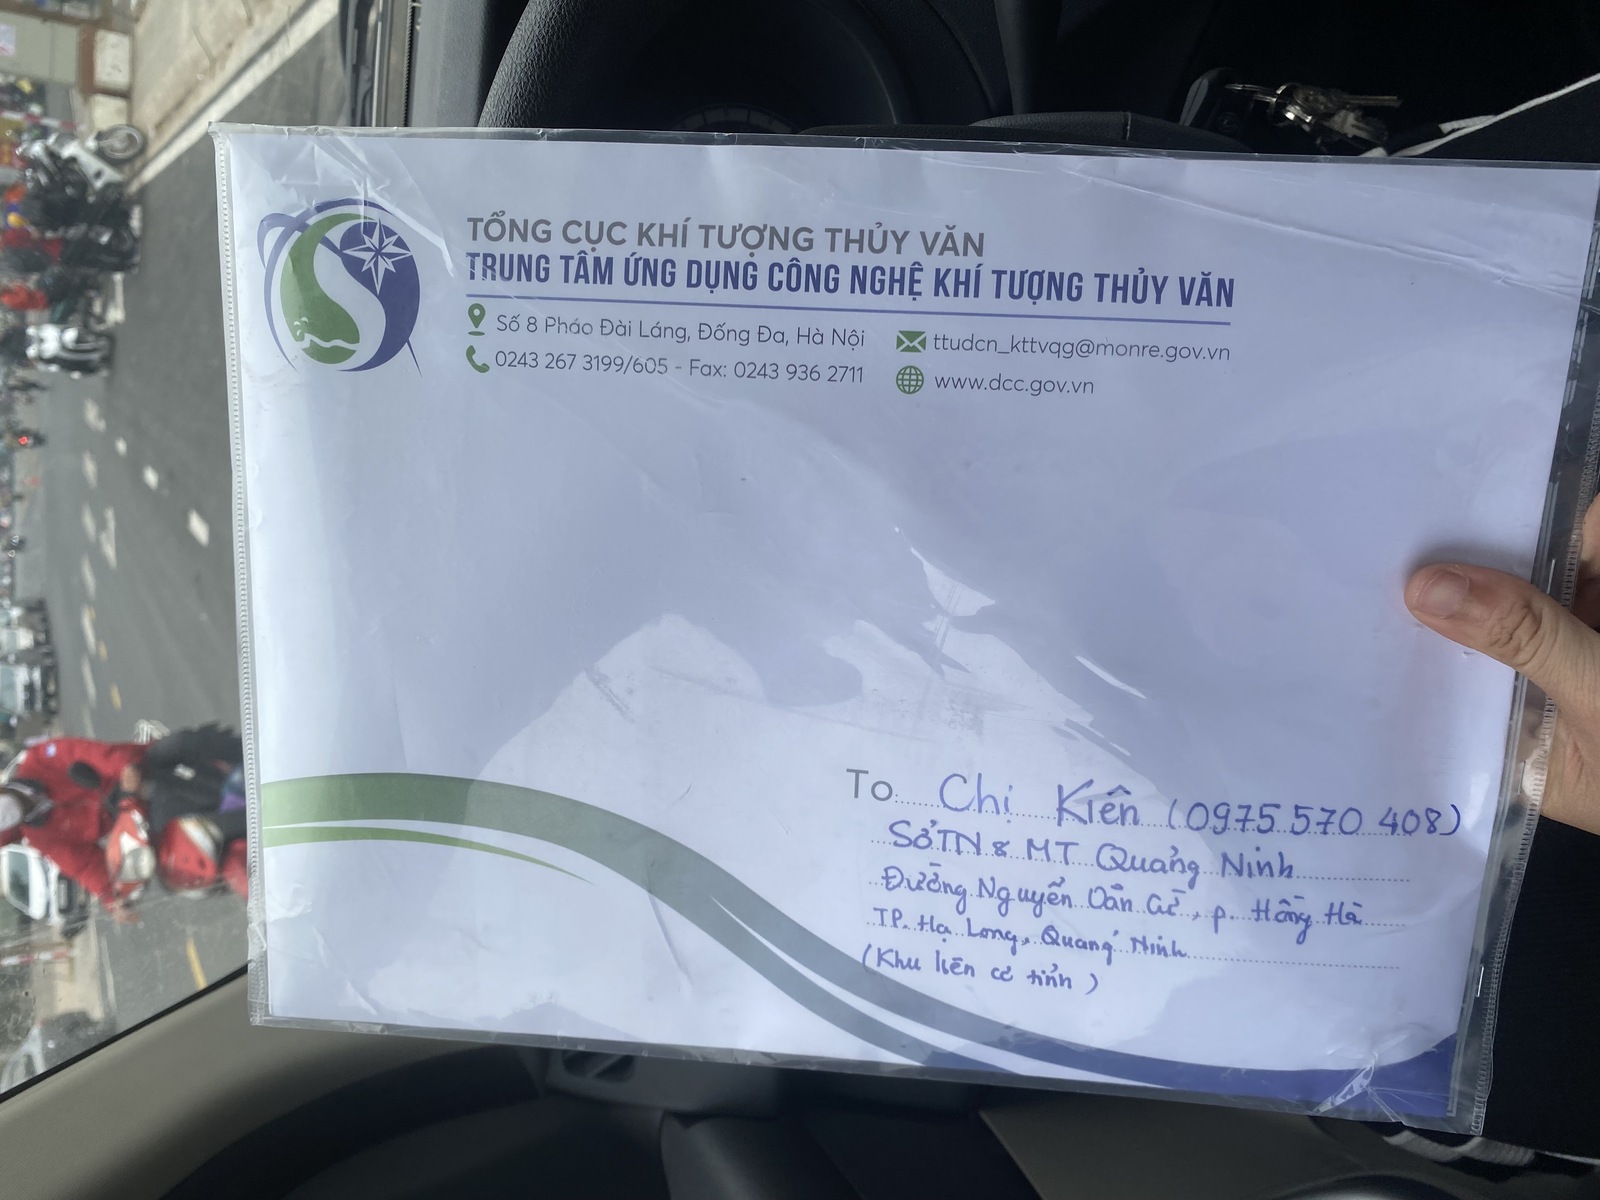 TỔNG CỤC KHÍ TƯỢNG THỦY VĂN
TRUNG TÂM ỨNG DỤNG CÔNG NGHỆ KHÍ TƯỢNG THỦY VĂN
Số 8 Pháo Đài Láng, Đống Đa, Hà Nội
0243 267 3199/605 - Fax: 0243 936 2711
ttudcn_kttvqg@monre.gov.vn
www.dcc.gov.vn
To Chị Kiên (0975 570 408)
Sở TN & MT Quảng Ninh
Đường Nguyễn Văn Cừ, p. Hồng Hà
TP. Hạ Long, Quảng Ninh
(Khu liên cơ tỉnh)